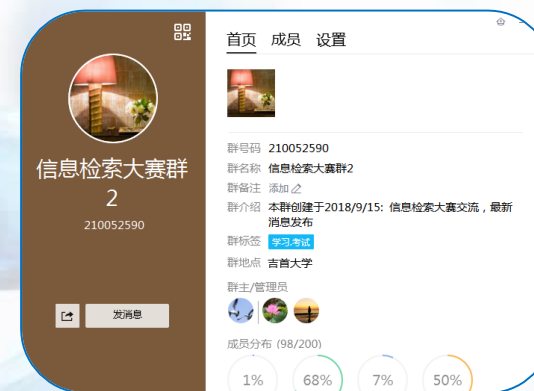 信息检索大赛群
2
210052590
发消息
首页 成员 设置
群号码 210052590
群名称 信息检索大赛群2
群备注 添加
群介绍 本群创建于2018/9/15: 信息检索大赛交流，最新
消息发布
群标签 学习.考试
群地点 吉首大学
群主/管理员
成员分布 (98/200)
1% 68% 7% 50%